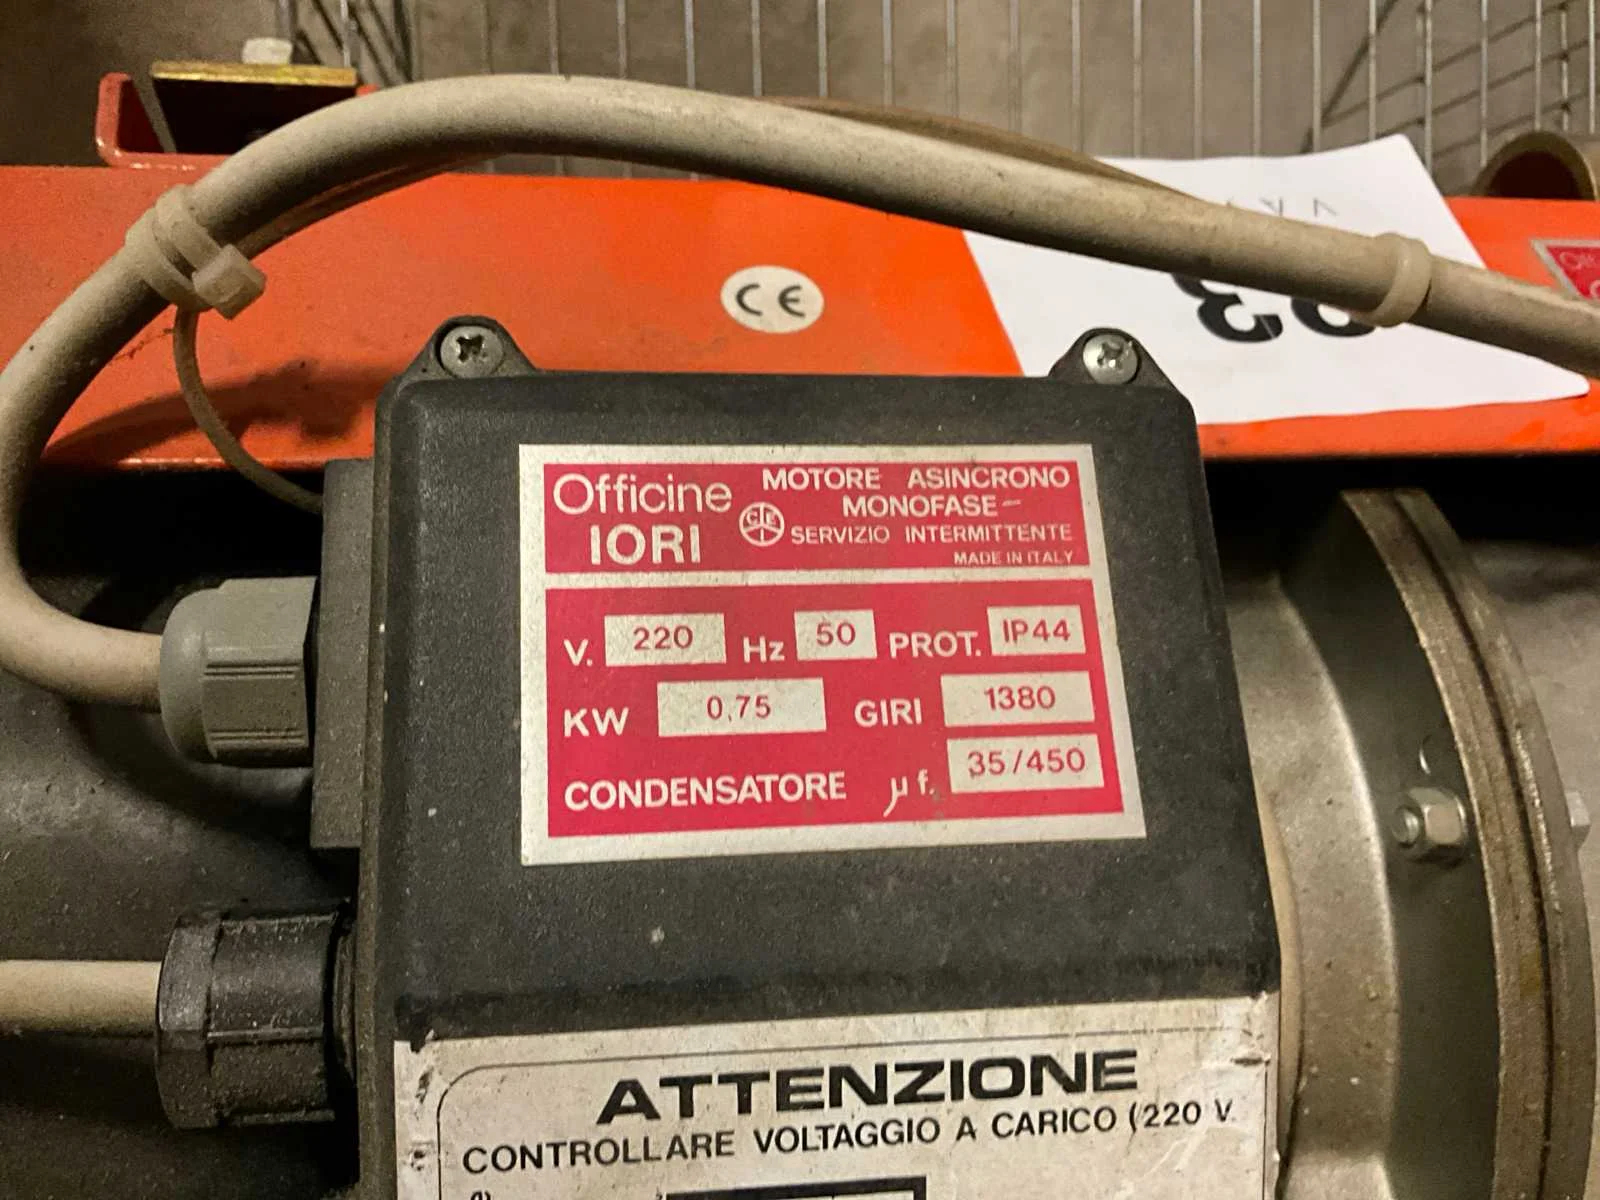 CE
33
Officine
IORI
MOTORE ASINCRONO
MONOFASE
SERVIZIO INTERMITTENTE
MADE IN ITALY
V. 220 Hz 50 PROT. IP44
KW 0,75 GIRI 1380
CONDENSATORE µf. 35/450
ATTENZIONE
CONTROLLARE VOLTAGGIO A CARICO (220 V.